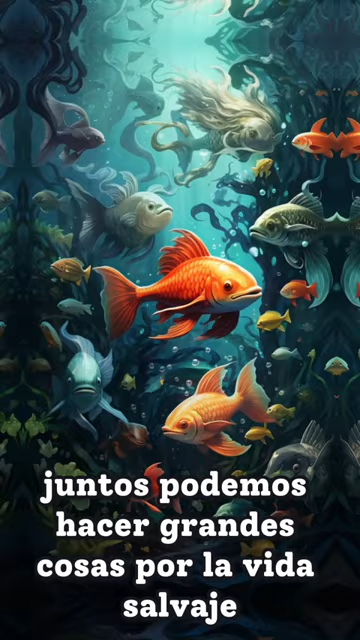 juntos podemos
hacer grandes
cosas por la vida
salvaje